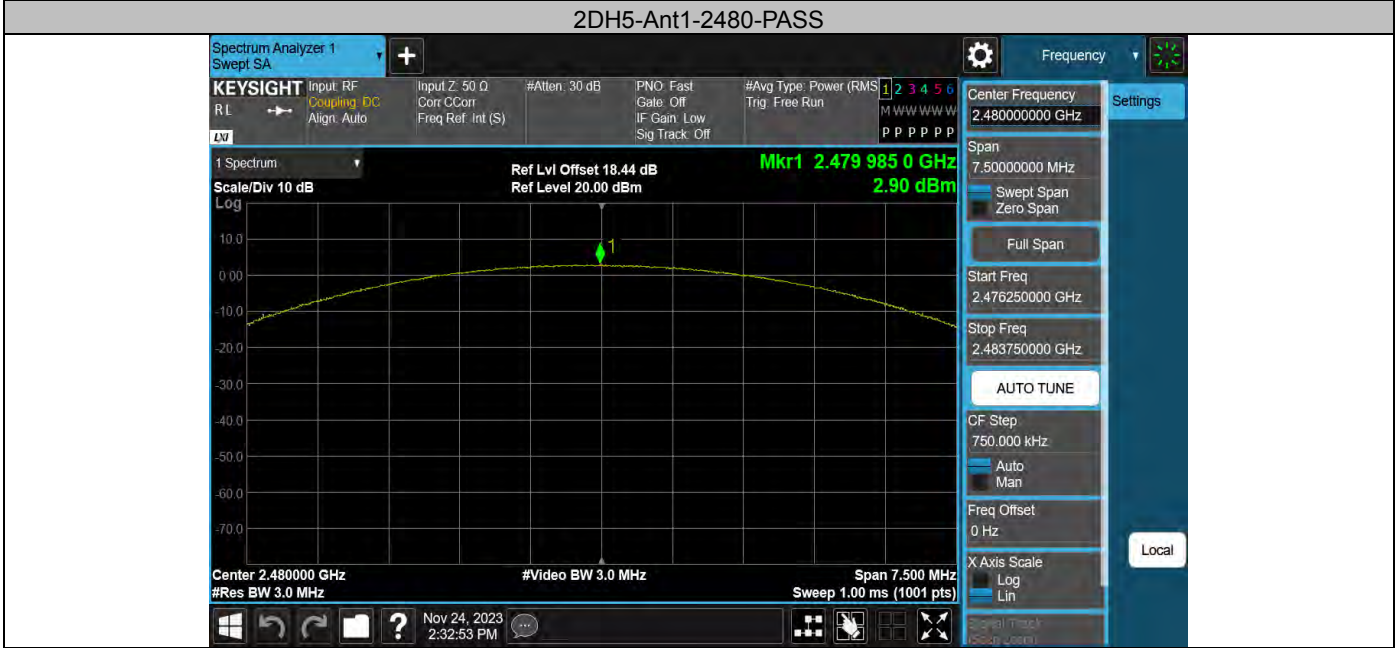 2DH5-Ant1-2480-PASS
Spectrum Analyzer 1
Swept SA
Frequency
KEYSIGHT
R L
LXI
Input: RF
Coupling: DC
Align: Auto
Input Z: 50 Ω
Corr CCorr
Freq Ref: Int (S)
#Atten: 30 dB
PNO: Fast
Gate: Off
IF Gain: Low
Sig Track: Off
#Avg Type: Power (RMS
Trig: Free Run
1 2 3 4 5 6
M W W W W W
P P P P P P
1 Spectrum
Scale/Div 10 dB
Log
Ref Lvl Offset 18.44 dB
Ref Level 20.00 dBm
Mkr1 2.479 985 0 GHz
2.90 dBm
1
10.0
0.00
-10.0
-20.0
-30.0
-40.0
-50.0
-60.0
-70.0
Center 2.480000 GHz
#Res BW 3.0 MHz
#Video BW 3.0 MHz
Span 7.500 MHz
Sweep 1.00 ms (1001 pts)
?
Nov 24, 2023
2:32:53 PM
Center Frequency
2.480000000 GHz
Settings
Span
7.50000000 MHz
Swept Span
Zero Span
Full Span
Start Freq
2.476250000 GHz
Stop Freq
2.483750000 GHz
AUTO TUNE
CF Step
750.000 kHz
Auto
Man
Freq Offset
0 Hz
X Axis Scale
Log
Lin
Local
Signal Track
(Span Zoom)